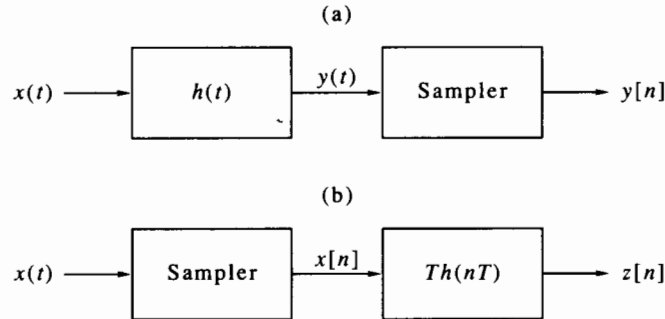 (a)
x(t)
h(t)
y(t)
Sampler
y[n]
(b)
x(t)
Sampler
x[n]
Th(nT)
z[n]